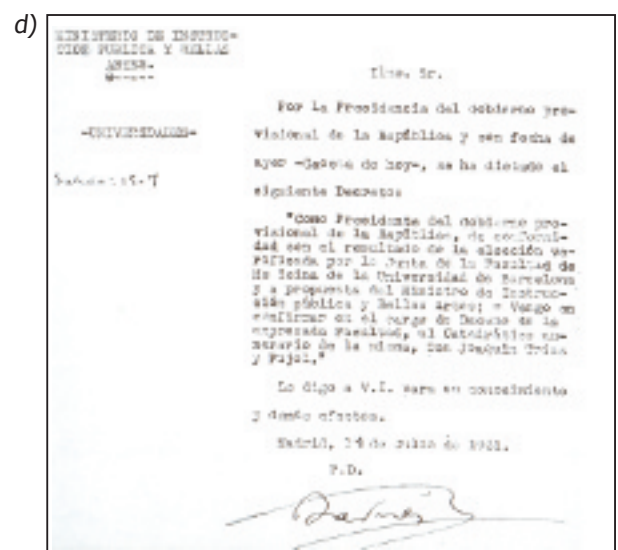 d)
MINISTERIO DE INSTRUC-
CION PUBLICA Y BELLAS
ARTES-
-UNIVERSIDADES-
Ilmo. Sr.
Por la Presidencia del Gobierno pro-
visional de la República y con fecha de
ayer -Gaceta de hoy-, se ha dictado el
siguiente Decreto:
"Como Presidente del Gobierno pro-
visional de la República, de conformi-
dad con el resultado de la elección ve-
rificada por la Junta de la Facultad de
Medicina de la Universidad de Barcelona
y a propuesta del Ministro de Instruc-
ción pública y Bellas Artes; = Vengo en
confirmar en el cargo de Decano de la
expresada Facultad, al Catedrático nu-
merario de la misma, Don Joaquín Trias
y Pujol."
Lo digo a V.I. para su conocimiento
y demás efectos.
Madrid, de de 1931.
P.D.